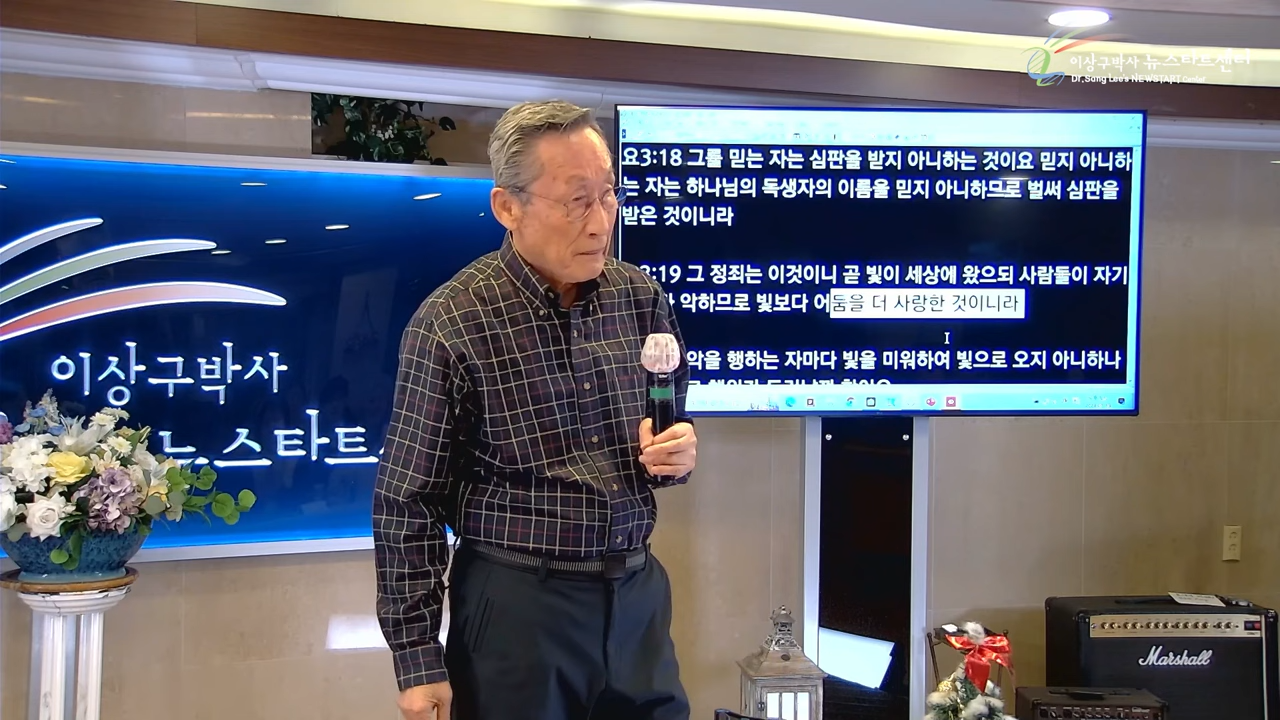 이상구박사 뉴스타트센터
Dr.Sang Lee's NEWSTART Center
요3:18 그를 믿는 자는 심판을 받지 아니하는 것이요 믿지 아니하
는 자는 하나님의 독생자의 이름을 믿지 아니하므로 벌써 심판을
받은 것이니라
3:19 그 정죄는 이것이니 곧 빛이 세상에 왔으되 사람들이 자기
악하므로 빛보다 어둠을 더 사랑한 것이니라
악을 행하는 자마다 빛을 미워하여 빛으로 오지 아니하나
이상구박사
뉴스타트
Marshall